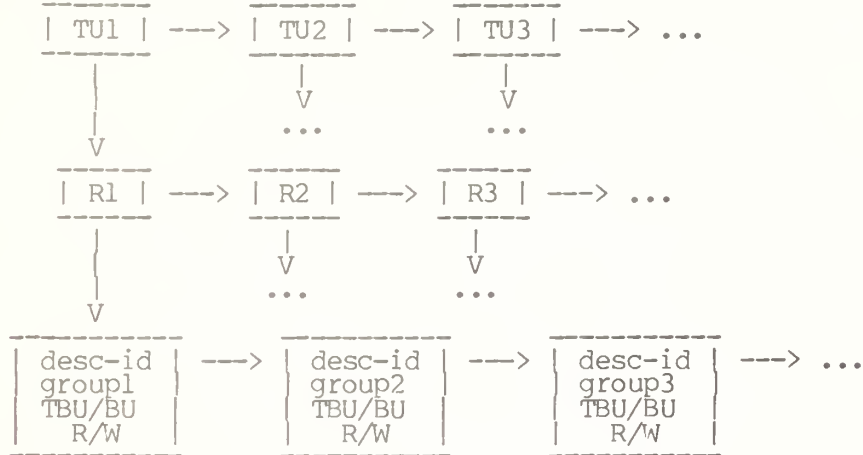 | TU1 | ---> | TU2 | ---> | TU3 | ---> ...
V V
... ...
V
| R1 | ---> | R2 | ---> | R3 | ---> ...
V V
... ...
V
| desc-id | ---> | desc-id | ---> | desc-id | ---> ...
| group1 | | group2 | | group3 |
| TBU/BU | | TBU/BU | | TBU/BU |
| R/W | | R/W | | R/W |